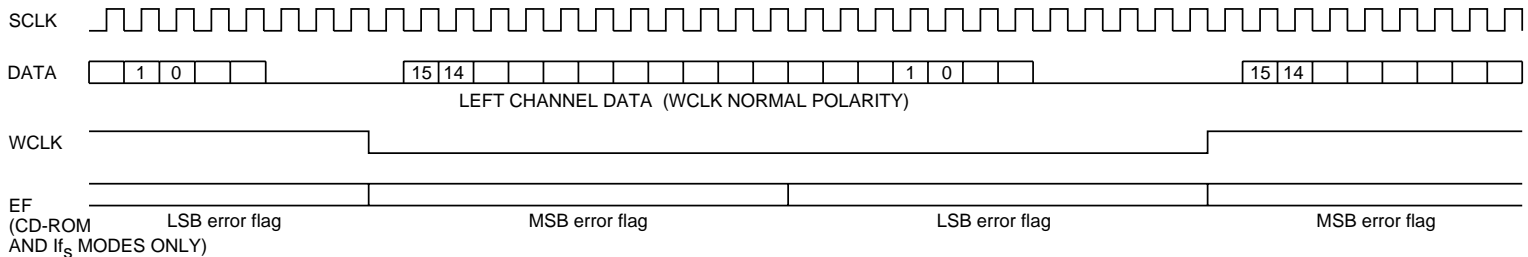 SCLK
DATA 1 0 15 14 1 0 15 14
LEFT CHANNEL DATA (WCLK NORMAL POLARITY)
WCLK
EF
(CD-ROM
AND IfS MODES ONLY)
LSB error flag MSB error flag LSB error flag MSB error flag